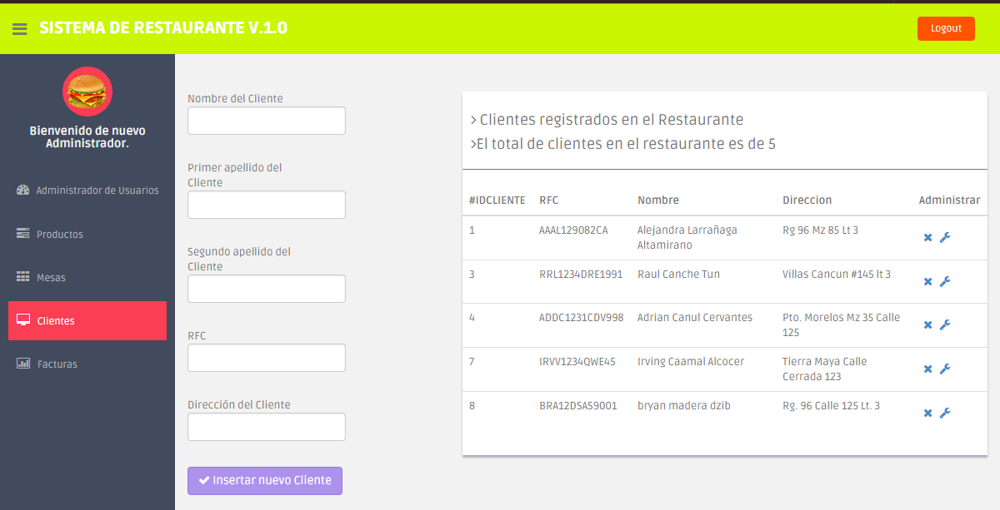 SISTEMA DE RESTAURANTE V.1.0
Logout
Bienvenido de nuevo
Administrador.
Administrador de Usuarios
Productos
Mesas
Clientes
Facturas
Nombre del Cliente
Primer apellido del
Cliente
Segundo apellido del
Cliente
RFC
Dirección del Cliente
Insertar nuevo Cliente
> Clientes registrados en el Restaurante
>El total de clientes en el restaurante es de 5
#IDCLIENTE RFC Nombre Direccion Administrar
1 AAAL129082CA Alejandra Larrañaga Rg 96 Mz 85 Lt 3
Altamirano
3 RRL1234DRE1991 Raul Canche Tun Villas Cancun #145 lt 3
4 ADDC1231CDV998 Adrian Canul Cervantes Pto. Morelos Mz 35 Calle
125
7 IRVV1234QWE45 Irving Caamal Alcocer Tierra Maya Calle
Cerrada 123
8 BRA12DSAS9001 bryan madera dzib Rg. 96 Calle 125 Lt. 3